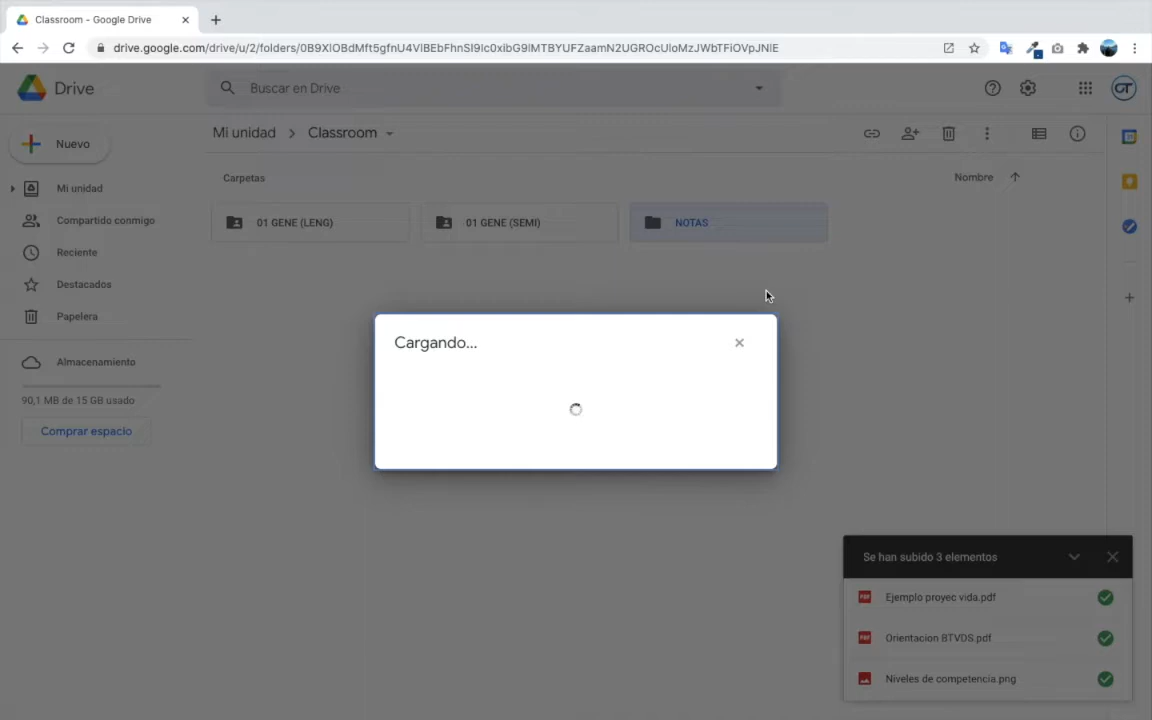 Classroom - Google Drive
drive.google.com/drive/u/2/folders/0B9XlOBdMft5gfnU4VlBEbFhnSl9lc0xibG9lMTBYUFZaamN2UGROcUloMzJWbTFlOVpJNlE
Drive
Buscar en Drive
Mi unidad
Classroom
Nuevo
Carpetas
Nombre
Mi unidad
01 GENE (LENG)
01 GENE (SEMI)
NOTAS
Compartido conmigo
Reciente
Destacados
Papelera
Cargando...
Almacenamiento
90,1 MB de 15 GB usado
Comprar espacio
Se han subido 3 elementos
PDF
Ejemplo proyec vida.pdf
PDF
Orientacion BTVDS.pdf
Niveles de competencia.png